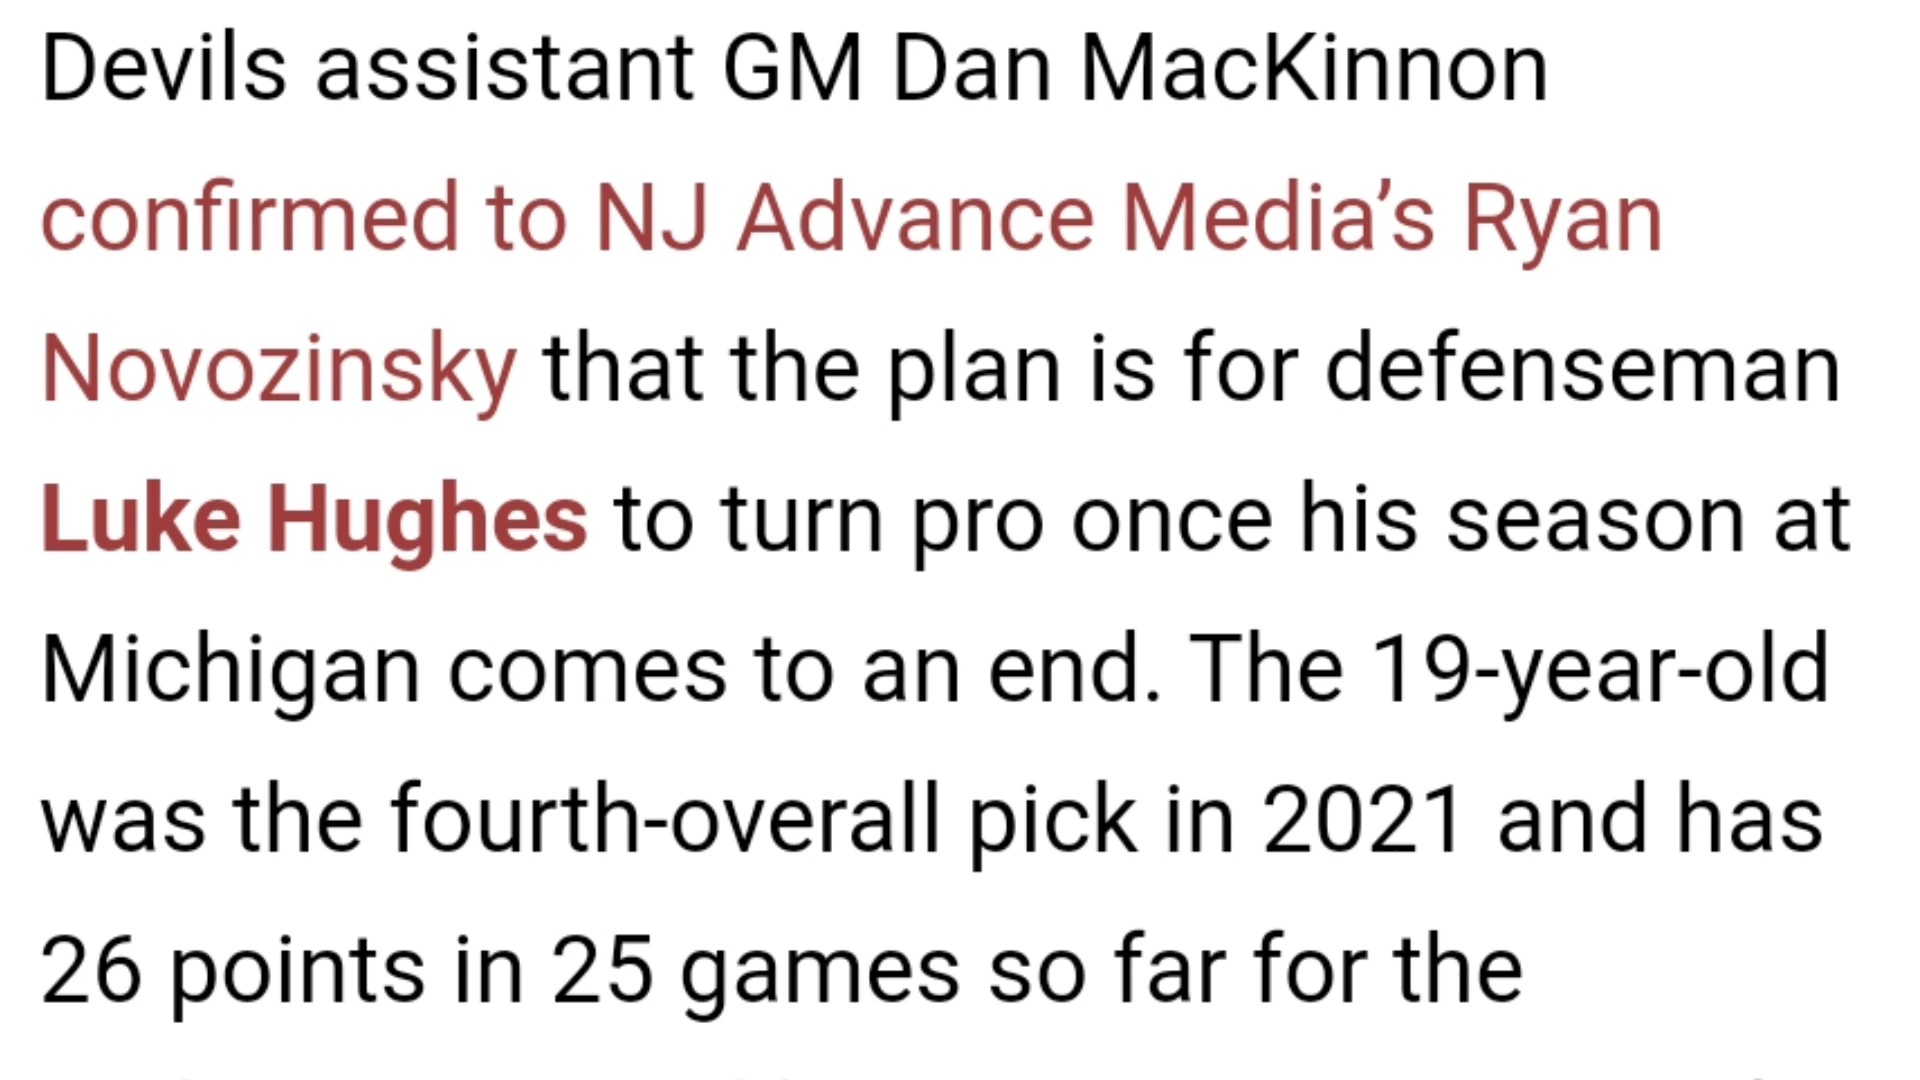 Devils assistant GM Dan MacKinnon
confirmed to NJ Advance Media’s Ryan
Novozinsky that the plan is for defenseman
Luke Hughes to turn pro once his season at
Michigan comes to an end. The 19-year-old
was the fourth-overall pick in 2021 and has
26 points in 25 games so far for the